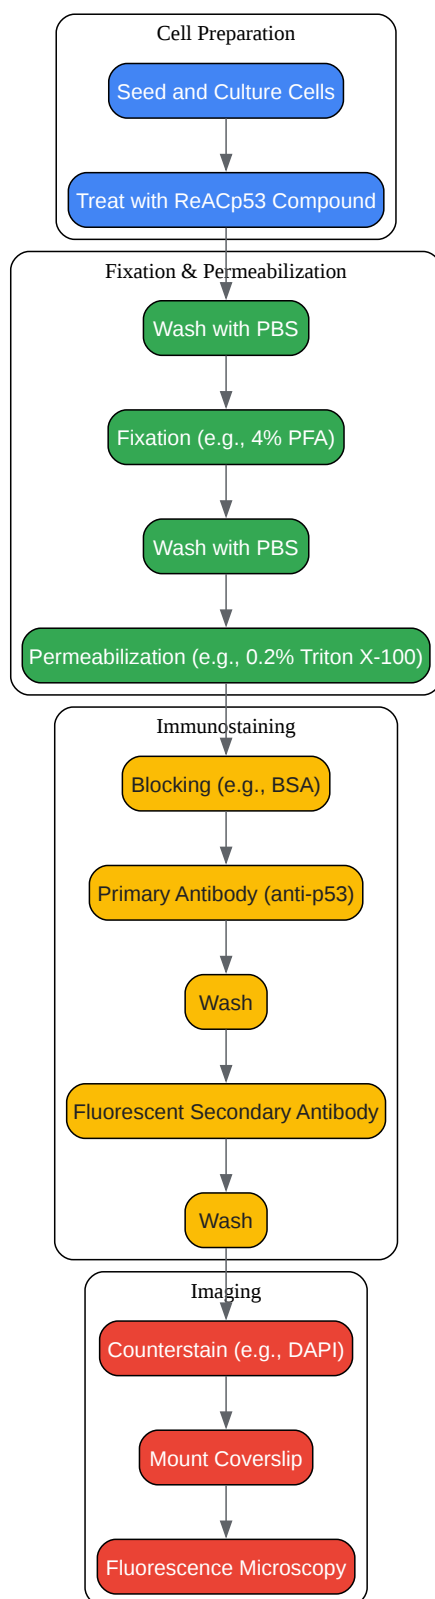 Cell Preparation
Seed and Culture Cells
Treat with ReACp53 Compound
Fixation & Permeabilization
Wash with PBS
Fixation (e.g., 4% PFA)
Wash with PBS
Permeabilization (e.g., 0.2% Triton X-100)
Immunostaining
Blocking (e.g., BSA)
Primary Antibody (anti-p53)
Wash
Fluorescent Secondary Antibody
Wash
Imaging
Counterstain (e.g., DAPI)
Mount Coverslip
Fluorescence Microscopy